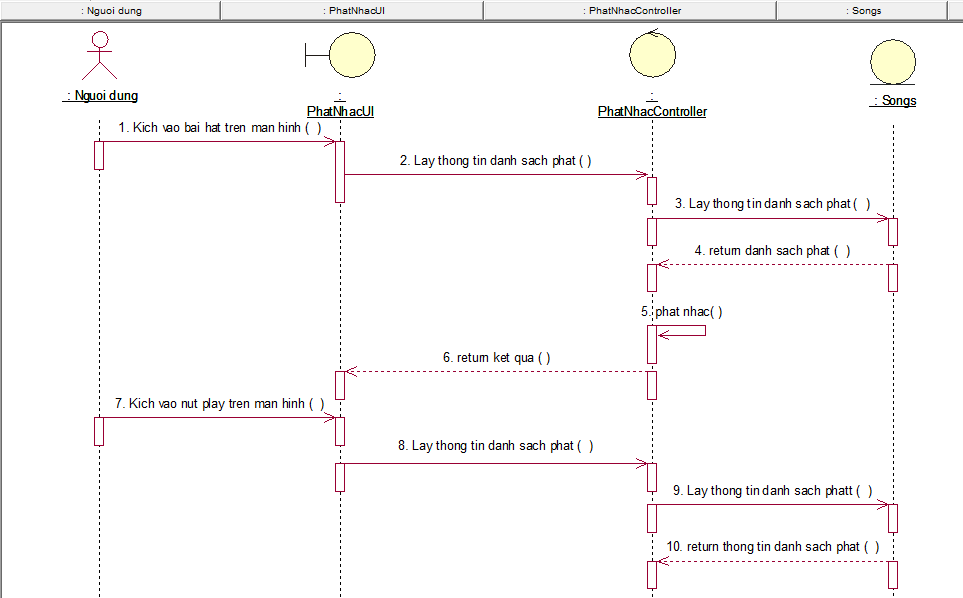 : Nguoi dung
: PhatNhacUI
: PhatNhacController
: Songs
: Nguoi dung
:
PhatNhacUI
:
PhatNhacController
: Songs
1. Kich vao bai hat tren man hinh ( )
2. Lay thong tin danh sach phat ( )
3. Lay thong tin danh sach phat ( )
4. return danh sach phat ( )
5. phat nhac( )
6. return ket qua ( )
7. Kich vao nut play tren man hinh ( )
8. Lay thong tin danh sach phat ( )
9. Lay thong tin danh sach phatt ( )
10. return thong tin danh sach phat ( )